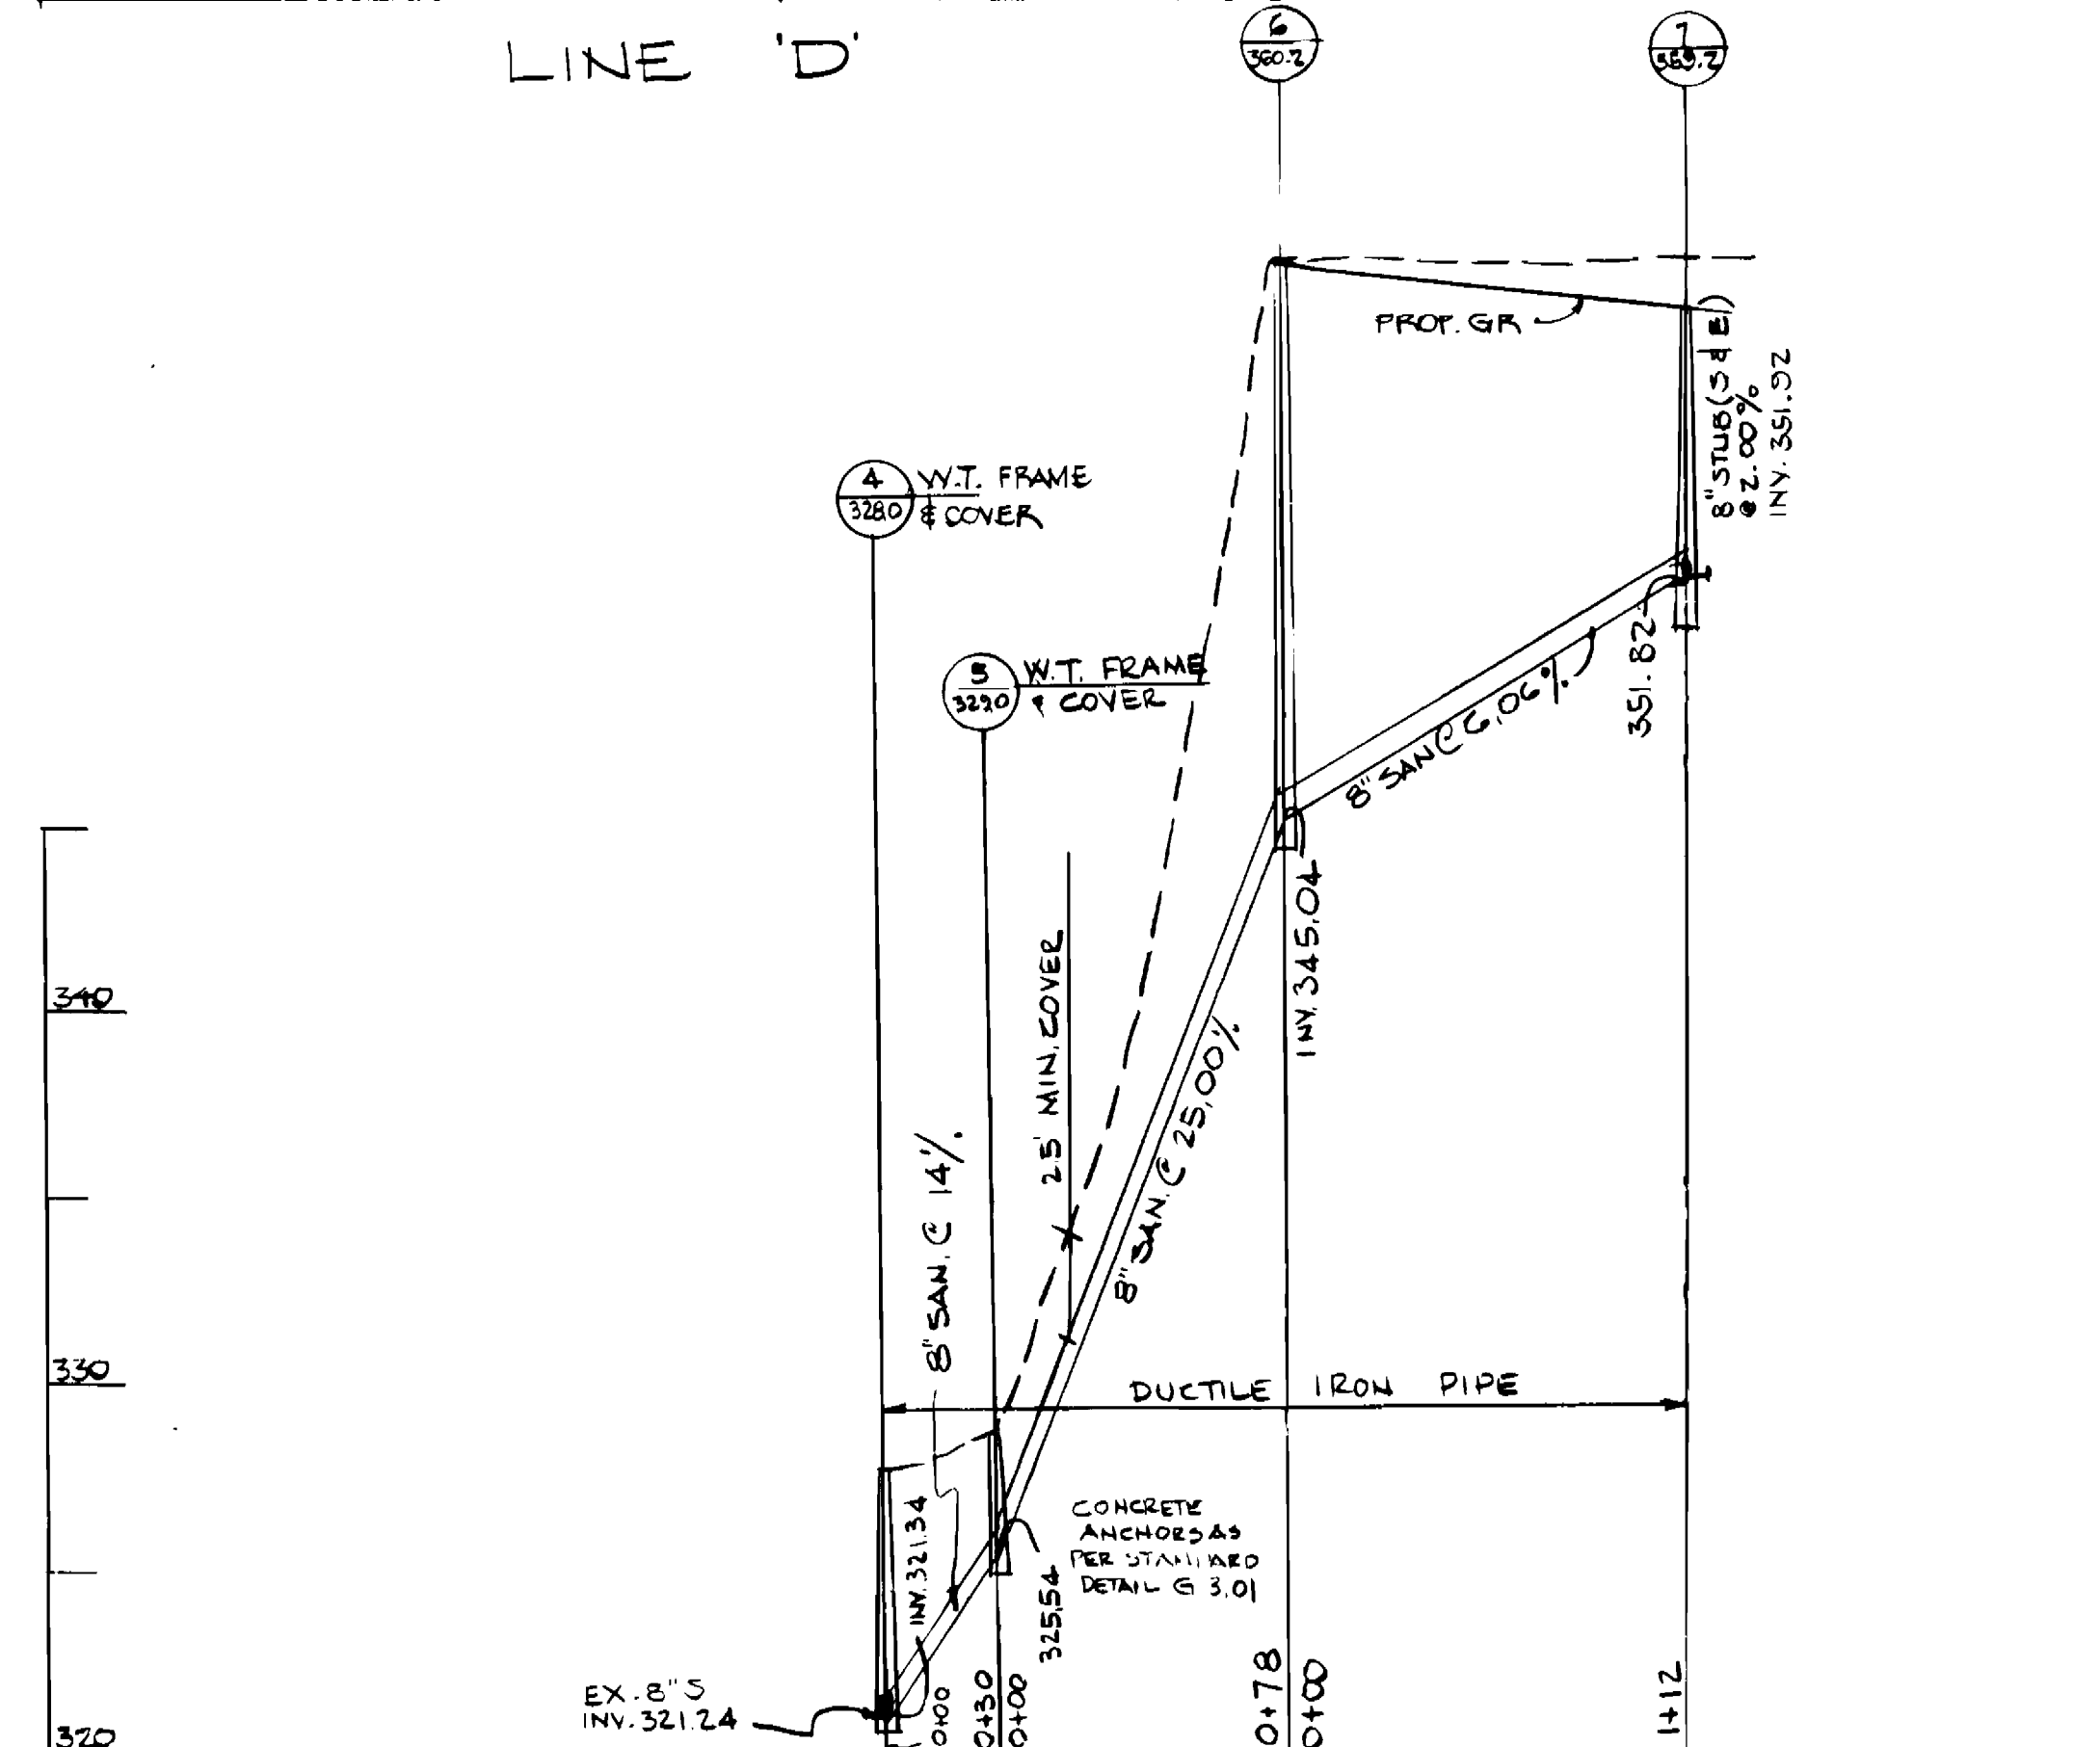 LINE 'D'
6
360.2
7
4
3280
W.T. FRAME
& COVER
5
3290
W.T. FRAME
& COVER
PROP. GR
8" STUB (S & E)
@ 2.00%
INV. 351.92
351.82
8" SAN @ 6.06%
INV. 345.04
2.5' MIN. COVER
8" SAN. @ 25.00%
8" SAN. @ 14%
340
330
320
DUCTILE IRON PIPE
CONCRETE
ANCHORS AS
PER STANDARD
DETAIL G 3.01
INV. 321.34
325.54
EX. 8" S
INV. 321.24
0+00
0+30
0+00
0+78
0+00
1+12